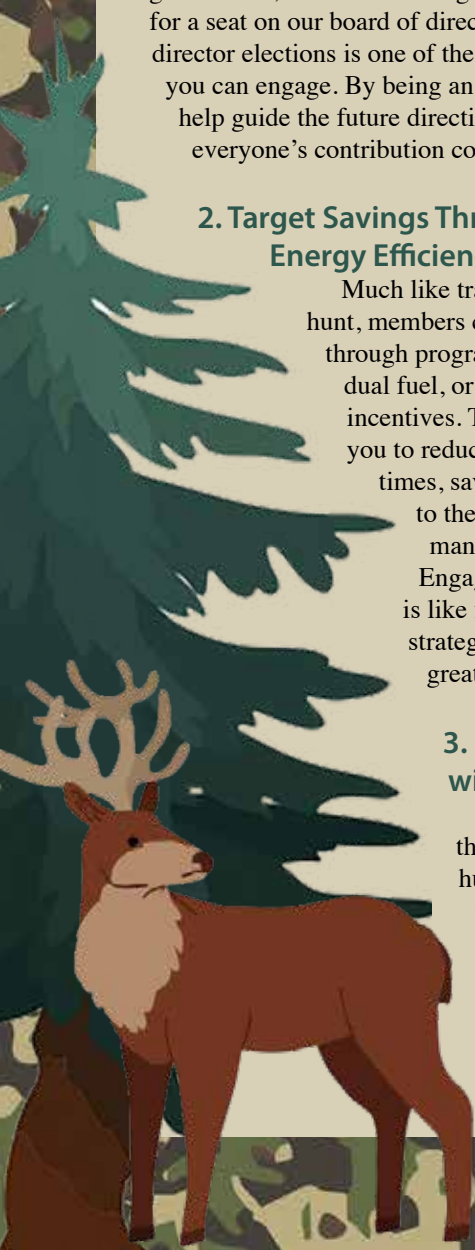 for a seat on our board of direc
director elections is one of the
you can engage. By being an
help guide the future directi
everyone's contribution co
2. Target Savings Thr
Energy Efficien
Much like tra
hunt, members c
through progra
dual fuel, or
incentives. T
you to reduc
times, sav
to the
man
Engag
is like
strateg
great
3.
wi
th
hu